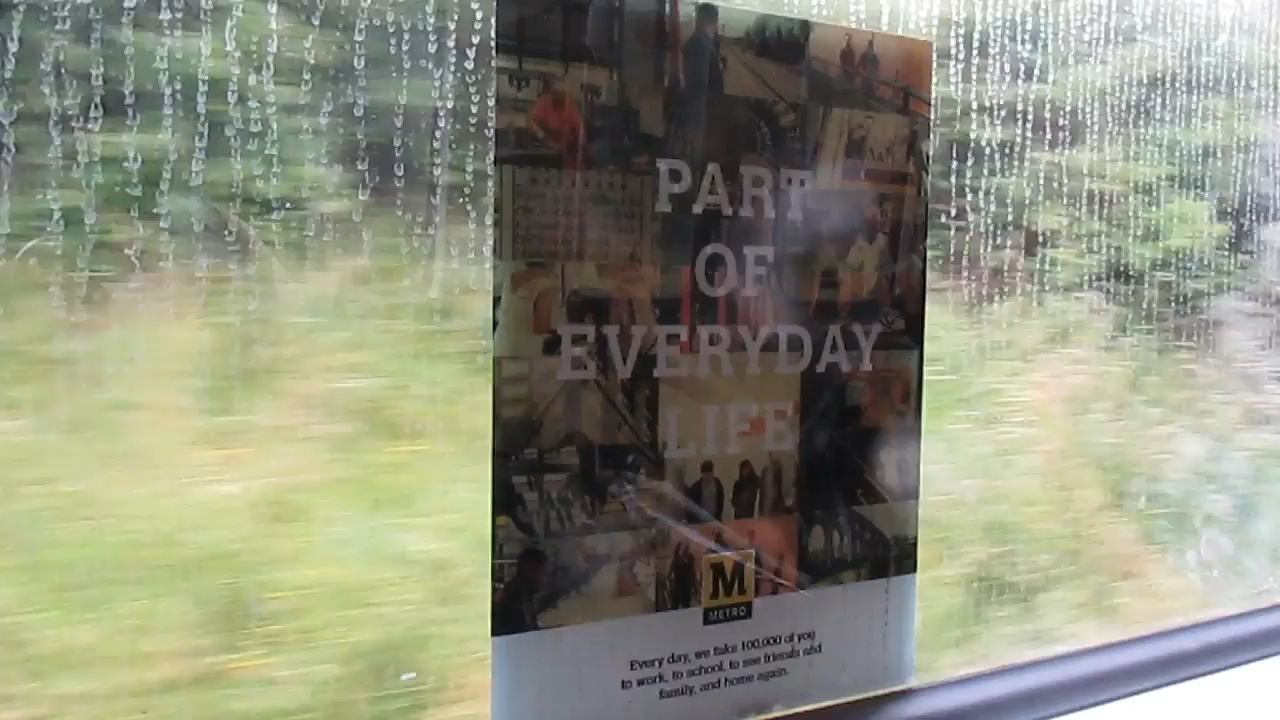 PART
OF
EVERYDAY
LIFE
M
METRO
Every day, we take 100,000 of you
to work, to school, to see friends and
family, and home again.